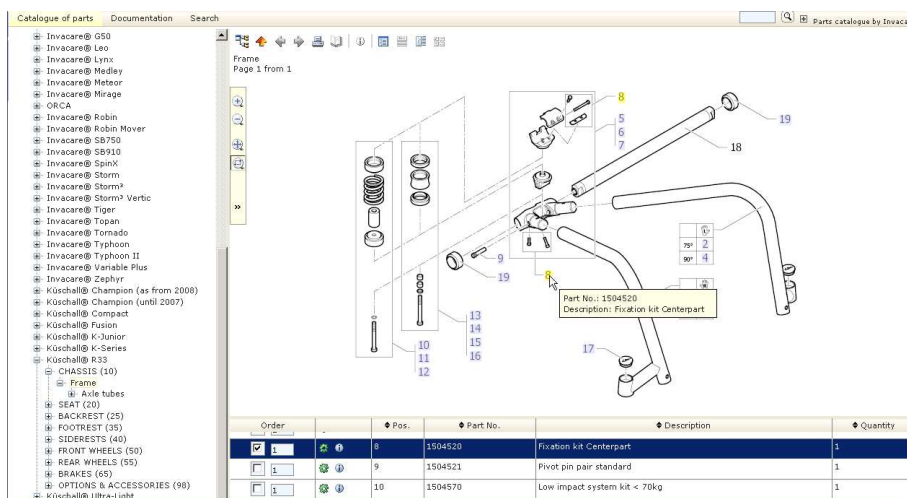 Catalogue of parts Documentation Search
Parts catalogue by Invaca
Invacare® G50
Invacare® Leo
Invacare® Lynx
Invacare® Medley
Invacare® Meteor
Invacare® Mirage
ORCA
Invacare® Robin
Invacare® Robin Mover
Invacare® SB750
Invacare® SB910
Invacare® SpinX
Invacare® Storm
Invacare® Storm³
Invacare® Storm³ Vertic
Invacare® Tiger
Invacare® Topan
Invacare® Tornado
Invacare® Typhoon
Invacare® Typhoon II
Invacare® Variable Plus
Invacare® Zephyr
Küschall® Champion (as from 2008)
Küschall® Champion (until 2007)
Küschall® Compact
Küschall® Fusion
Küschall® K-Junior
Küschall® K-Series
Küschall® R33
CHASSIS (10)
Frame
Axle tubes
SEAT (20)
BACKREST (25)
FOOTREST (35)
SIDERESTS (40)
FRONT WHEELS (50)
REAR WHEELS (55)
BRAKES (65)
OPTIONS & ACCESSORIES (98)
Küschall® Ultra-Light
Frame
Page 1 from 1
»
8
5
6
7
19
18
75° 2
90° 4
9
19
8
Part No.: 1504520
Description: Fixation kit Centerpart
13
14
15
16
10
11
12
17
Order Pos. Part No. Description Quantity
1 8 1504520 Fixation kit Centerpart 1
1 9 1504521 Pivot pin pair standard 1
1 10 1504570 Low impact system kit < 70kg 1